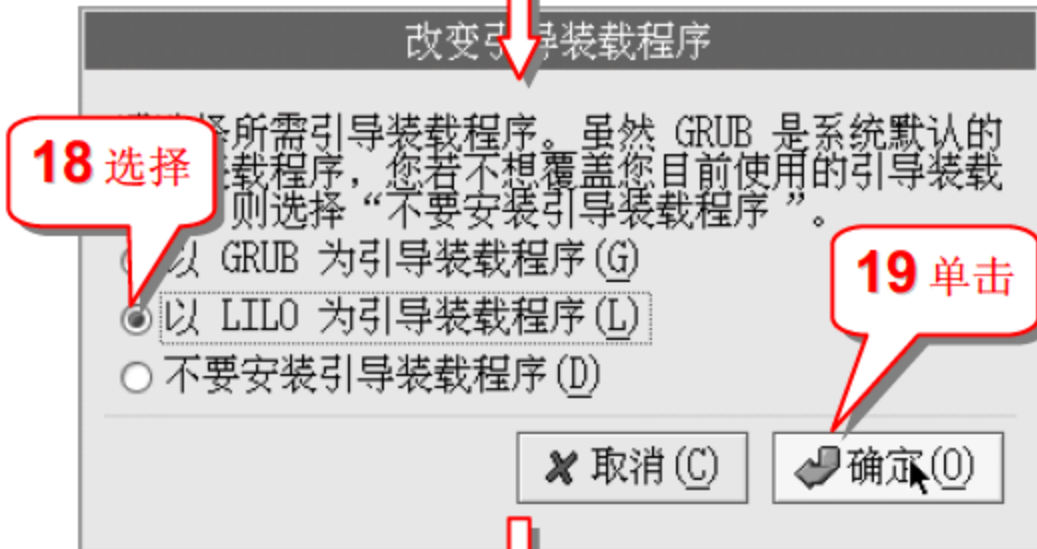 改变引导装载程序
择所需引导装载程序。虽然 GRUB 是系统默认的
装载程序，您若不想覆盖您目前使用的引导装载
则选择“不要安装引导装载程序 ”。
18 选择
以 GRUB 为引导装载程序(G)
19 单击
以 LILO 为引导装载程序(L)
不要安装引导装载程序(D)
取消(C)
确定(O)